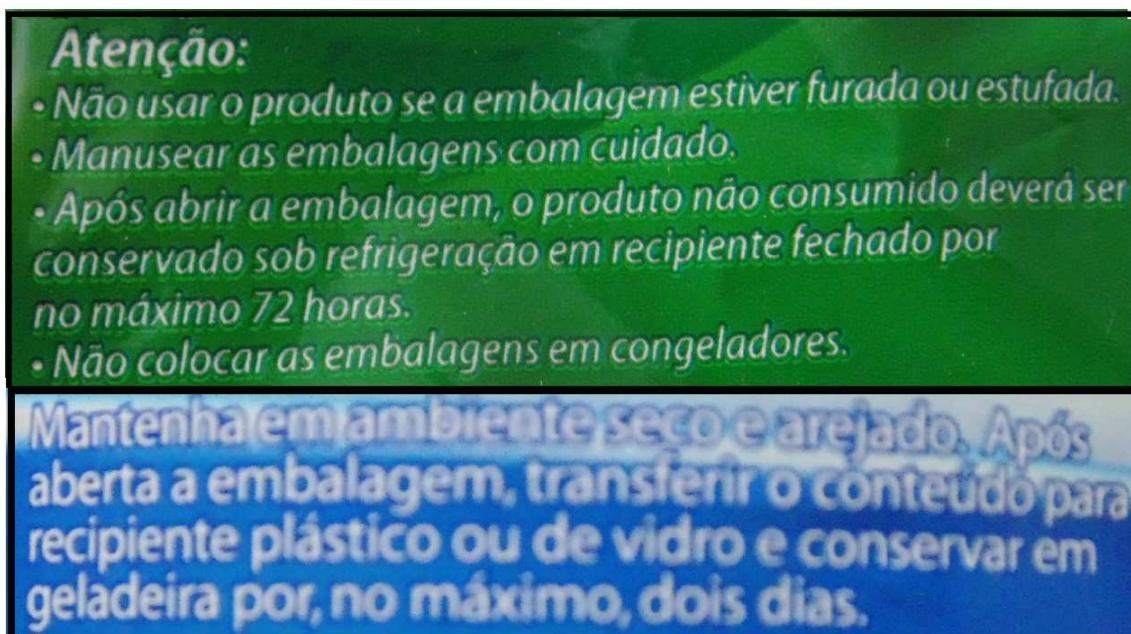 Atenção:
• Não usar o produto se a embalagem estiver furada ou estufada.
• Manusear as embalagens com cuidado.
• Após abrir a embalagem, o produto não consumido deverá ser
conservado sob refrigeração em recipiente fechado por
no máximo 72 horas.
• Não colocar as embalagens em congeladores.
Mantenha em ambiente seco e arejado. Após
aberta a embalagem, transferir o conteúdo para
recipiente plástico ou de vidro e conservar em
geladeira por, no máximo, dois dias.